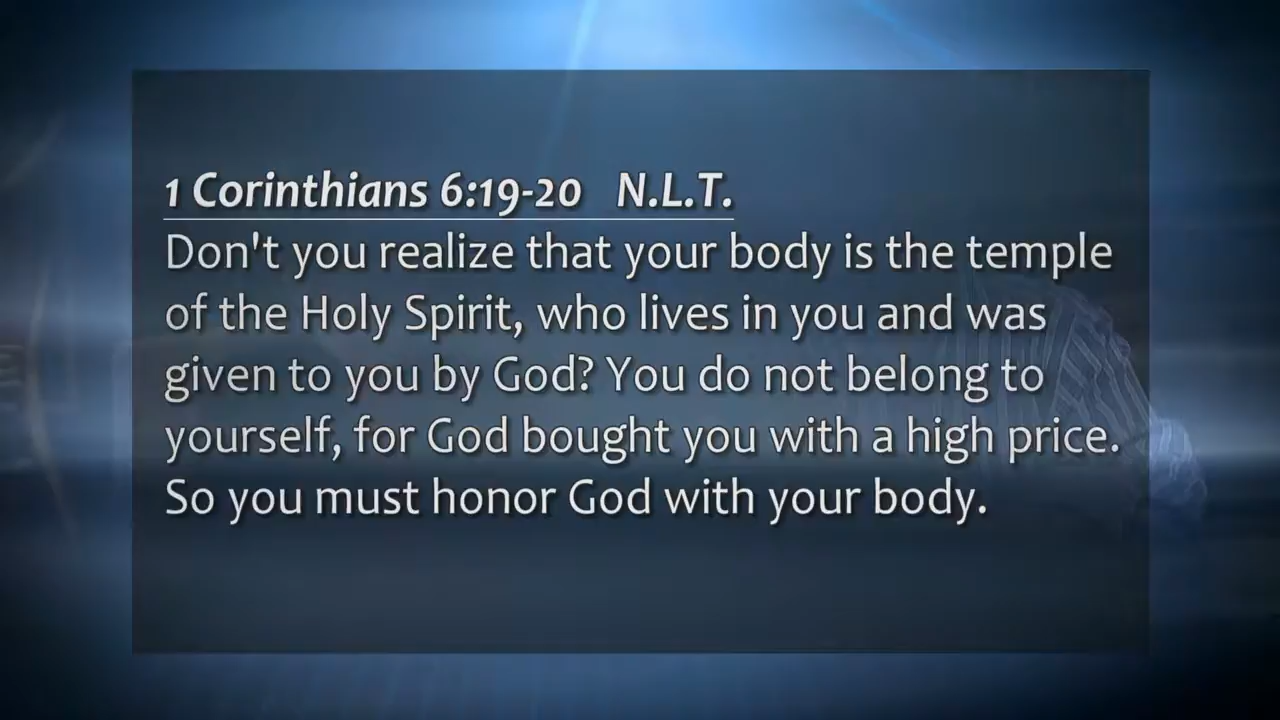 1 Corinthians 6:19-20 N.L.T.
Don't you realize that your body is the temple
of the Holy Spirit, who lives in you and was
given to you by God? You do not belong to
yourself, for God bought you with a high price.
So you must honor God with your body.